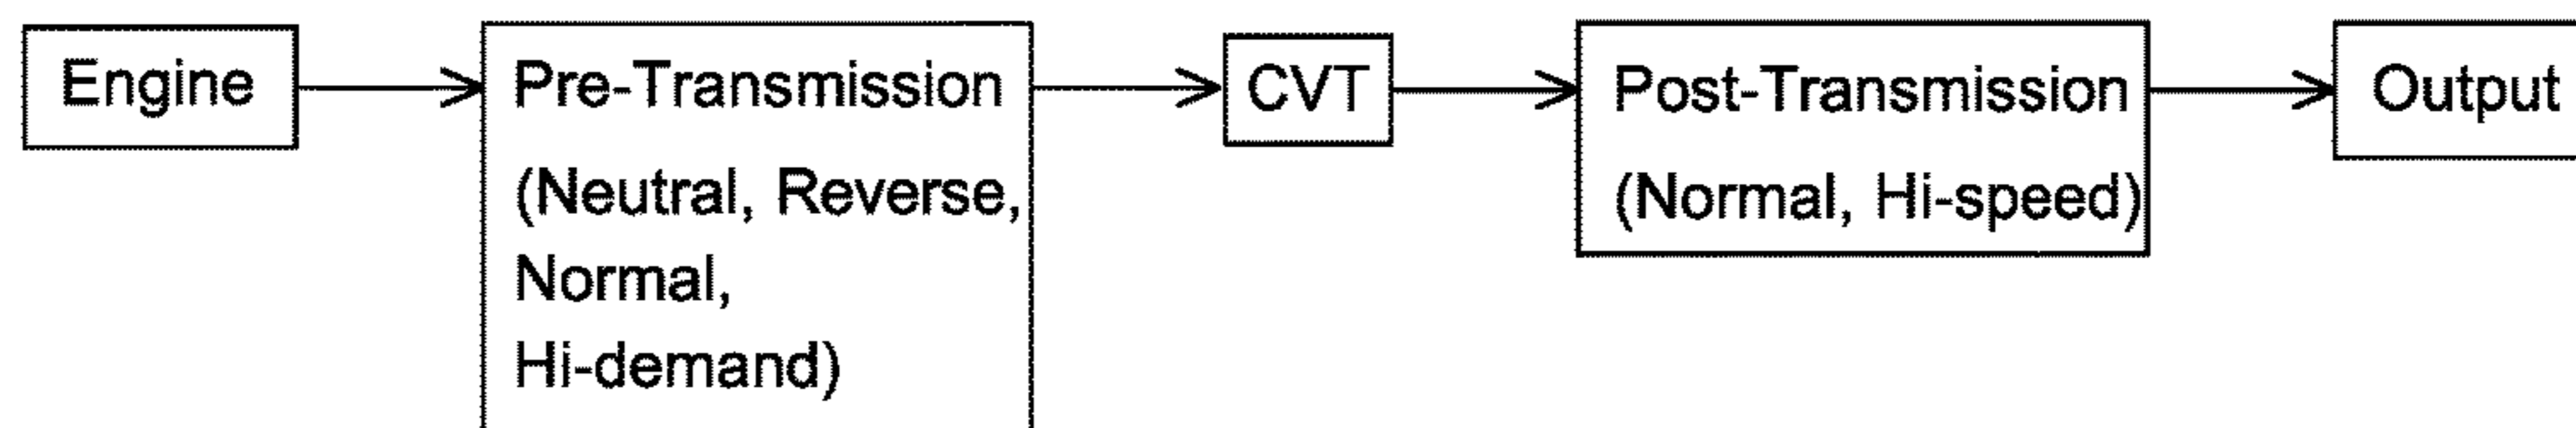 Engine
Pre-Transmission
(Neutral, Reverse,
Normal,
Hi-demand)
CVT
Post-Transmission
(Normal, Hi-speed)
Output